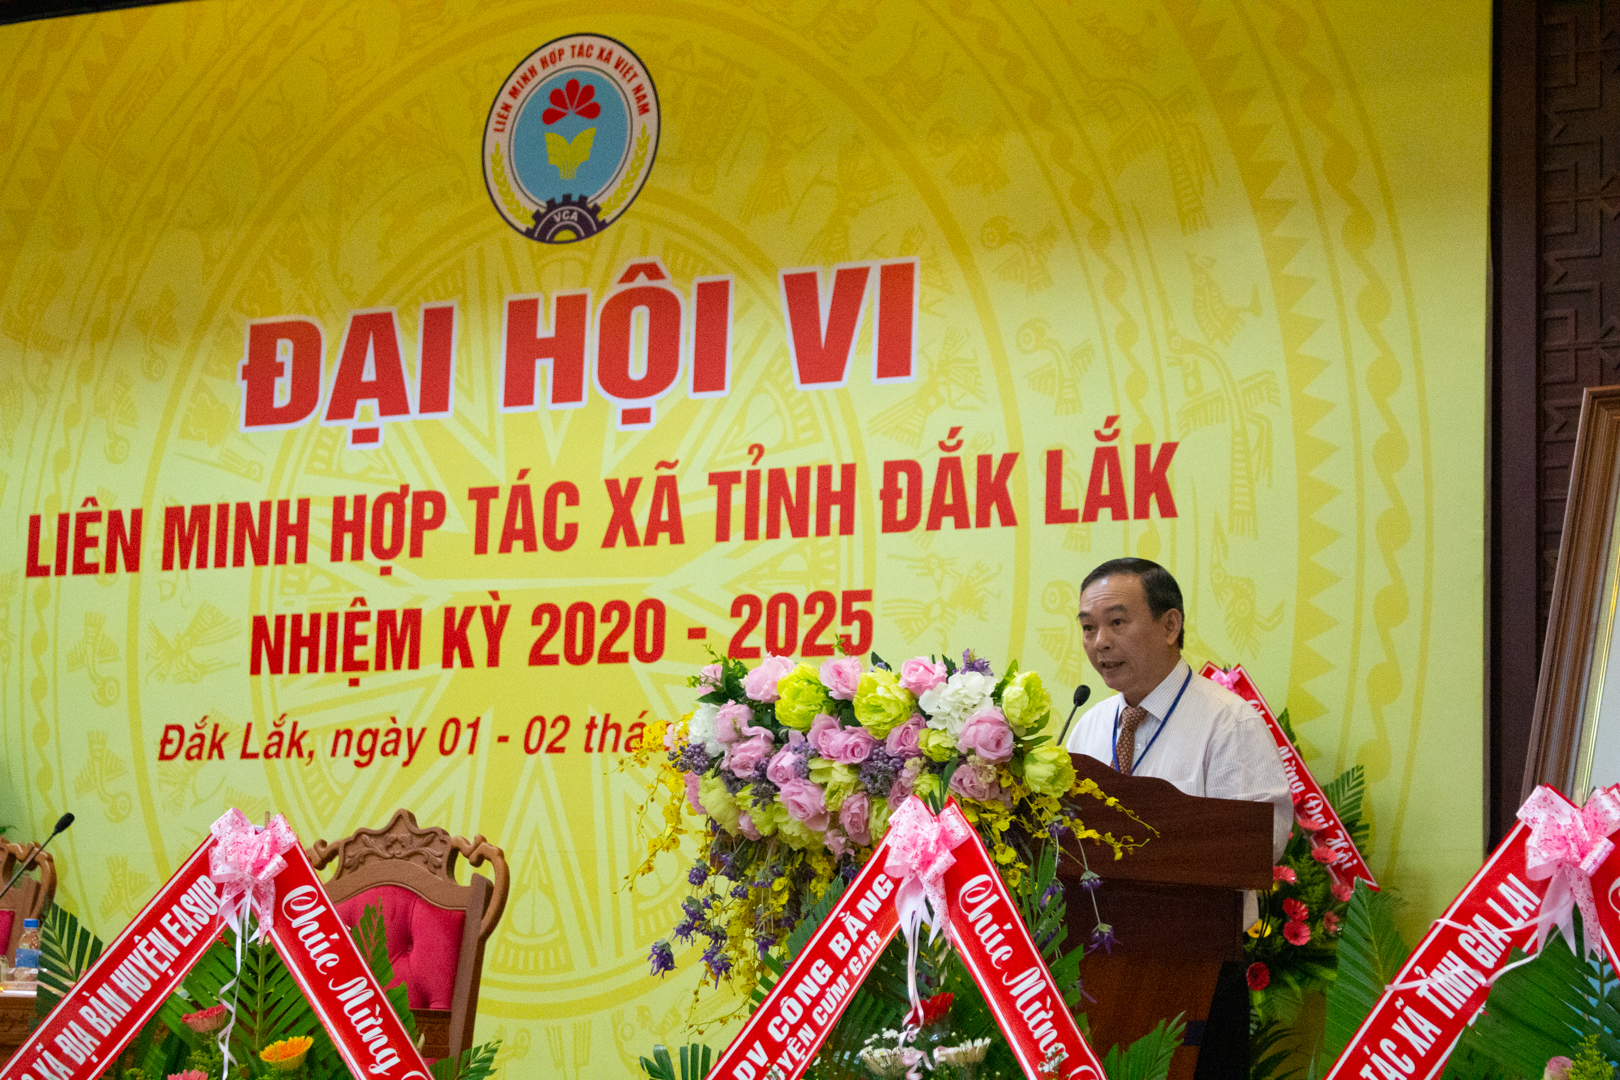 LIÊN MINH HỢP TÁC XÃ VIỆT NAM
VCA
ĐẠI HỘI VI
LIÊN MINH HỢP TÁC XÃ TỈNH ĐẮK LẮK
NHIỆM KỲ 2020 - 2025
Đắk Lắk, ngày 01 - 02
XÃ ĐỊA BÀN HUYỆN EASUP
Chúc Mừng
DV CÔNG BẰNG
CƯM'GAR
Chúc Mừng
Đại Hội
TÁC XÃ TỈNH GIA LAI